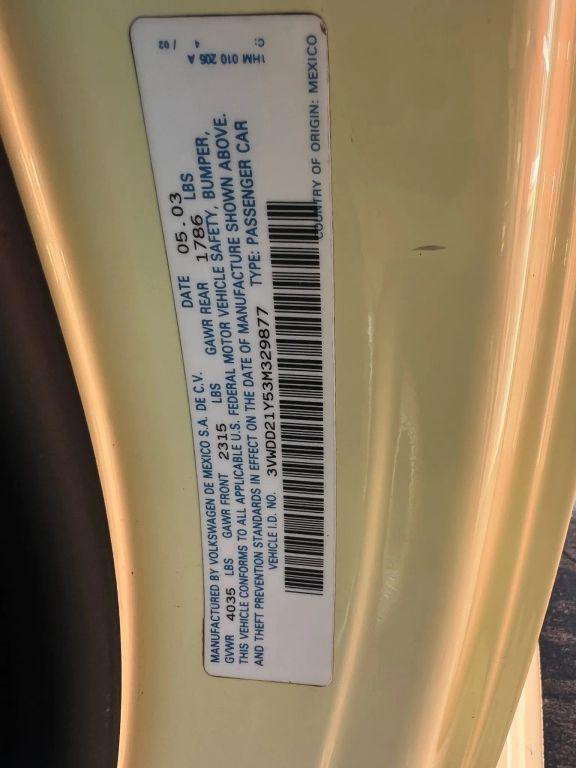 MANUFACTURED BY VOLKSWAGEN DE MEXICO S.A. DE C.V. DATE 05.03
GVWR 4035 LBS GAWR FRONT 2315 LBS GAWR REAR 1786 LBS
THIS VEHICLE CONFORMS TO ALL APPLICABLE U.S. FEDERAL MOTOR VEHICLE SAFETY, BUMPER,
AND THEFT PREVENTION STANDARDS IN EFFECT ON THE DATE OF MANUFACTURE SHOWN ABOVE.
VEHICLE I.D. NO. 3VWDD21Y53M329877 TYPE: PASSENGER CAR
COUNTRY OF ORIGIN: MEXICO
C:
1HM 010 205 A
4
/ 02